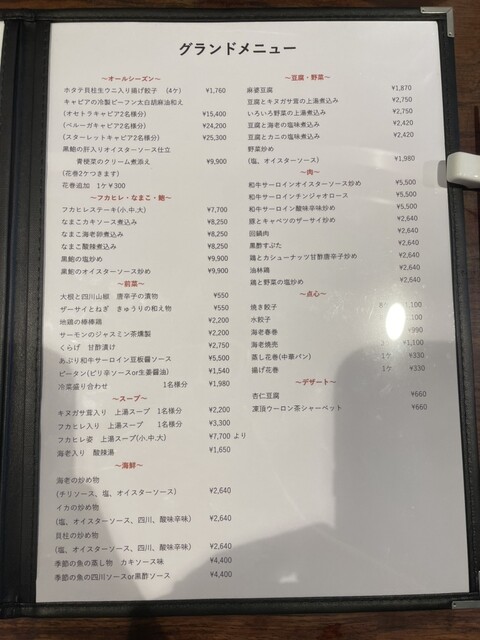 グランドメニュー
～オールシーズン～
ホタテ貝柱生ウニ入り揚げ餃子 (4ケ) ¥1,760
キャビアの冷製ビーフン太白胡麻油和え
(オセトラキャビア2名様分) ¥15,400
(ベルーガキャビア2名様分) ¥24,200
(スターレットキャビア2名様分) ¥25,300
黒鮑の肝入りオイスターソース仕立
青梗菜のクリーム煮添え ¥9,900
(花巻2ケつきます)
花巻追加 1ケ¥300
～フカヒレ・なまこ・鮑～
フカヒレステーキ(小,中,大) ¥7,700
なまこカキソース煮込み ¥8,250
なまこ海老卵煮込み ¥8,250
なまこ酸辣煮込み ¥8,250
黒鮑の塩炒め ¥9,900
黒鮑のオイスターソース炒め ¥9,900
～前菜～
大根と四川山椒 唐辛子の漬物 ¥550
ザーサイとねぎ きゅうりの和え物 ¥550
地鶏の棒棒鶏 ¥2,200
サーモンのジャスミン茶燻製 ¥2,200
くらげ 甘酢漬け ¥2,750
あぶり和牛サーロイン豆板醤ソース ¥5,500
ピータン(ピリ辛ソースor生姜醤油) ¥1,540
冷菜盛り合わせ 1名様分 ¥1,980
～スープ～
キヌガサ茸入り 上湯スープ 1名様分 ¥2,200
フカヒレ入り 上湯スープ 1名様分 ¥3,300
フカヒレ姿 上湯スープ(小.中.大) ¥7,700 より
海老入り 酸辣湯 ¥1,650
～海鮮～
海老の炒め物
(チリソース、塩、オイスターソース) ¥2,640
イカの炒め物
(塩、オイスターソース、四川、酸味辛味) ¥2,640
貝柱の炒め物
(塩、オイスターソース、四川、酸味辛味) ¥2,640
季節の魚の蒸し物 カキソース味 ¥4,400
季節の魚の四川ソースor黒酢ソース ¥4,400
～豆腐・野菜～
麻婆豆腐 ¥1,870
豆腐とキヌガサ茸の上湯煮込み ¥2,750
いろいろ野菜の上湯煮込み ¥2,750
豆腐と海老の塩味煮込み ¥2,420
豆腐とカニの塩味煮込み ¥2,420
野菜炒め
(塩、オイスターソース) ¥1,980
～肉～
和牛サーロインオイスターソース炒め ¥5,500
和牛サーロインチンジャオロース ¥5,500
和牛サーロイン酸味辛味炒め ¥5,500
豚とキャベツのザーサイ炒め ¥2,640
回鍋肉 ¥2,640
黒酢すぶた ¥2,640
鶏とカシューナッツ甘酢唐辛子炒め ¥2,640
油林鶏 ¥2,640
鶏と野菜の塩炒め ¥2,640
～点心～
焼き餃子 ,100
水餃子 ,100
海老春巻 ¥990
海老焼売 ¥1,100
蒸し花巻(中華パン) 1ケ ¥330
揚げ花巻 1ケ ¥330
～デザート～
杏仁豆腐 ¥660
凍頂ウーロン茶シャーベット ¥660